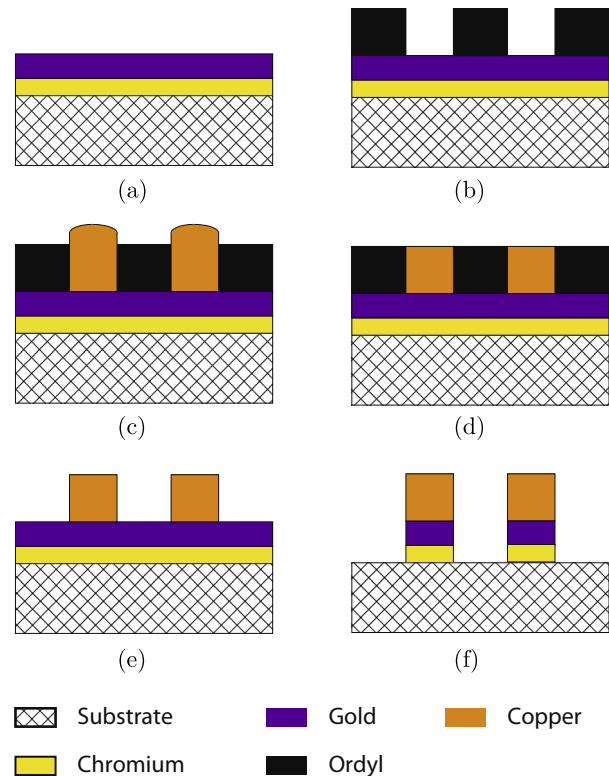 (a)
(b)
(c)
(d)
(e)
(f)
Substrate
Gold
Copper
Chromium
Ordyl